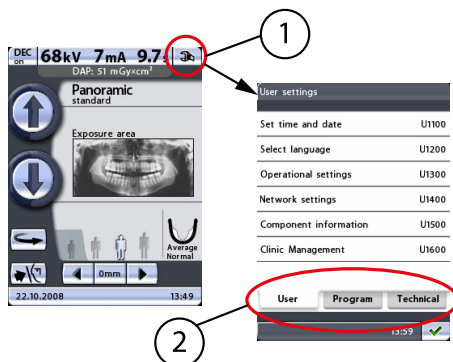 1
DEC on 68kV 7mA 9.7s
DAP: 51 mGy×cm²
Panoramic
standard
Exposure area
Average
Normal
0mm
22.10.2008 13:49
User settings
Set time and date U1100
Select language U1200
Operational settings U1300
Network settings U1400
Component information U1500
Clinic Management U1600
User Program Technical
13:59
2